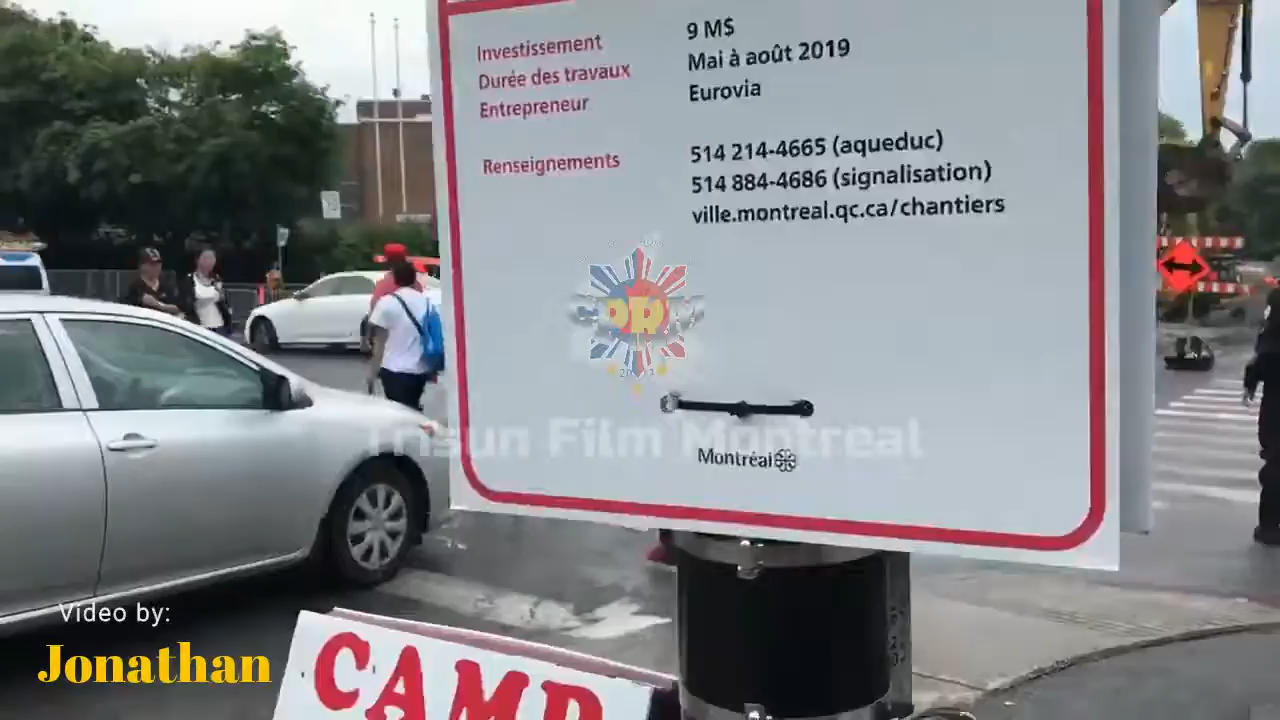 Investissement 9 M$
Durée des travaux Mai à août 2019
Entrepreneur Eurovia
Renseignements 514 214-4665 (aqueduc)
514 884-4686 (signalisation)
ville.montreal.qc.ca/chantiers
Trisun Film Montreal
Montréal
Video by:
Jonathan
CAMP